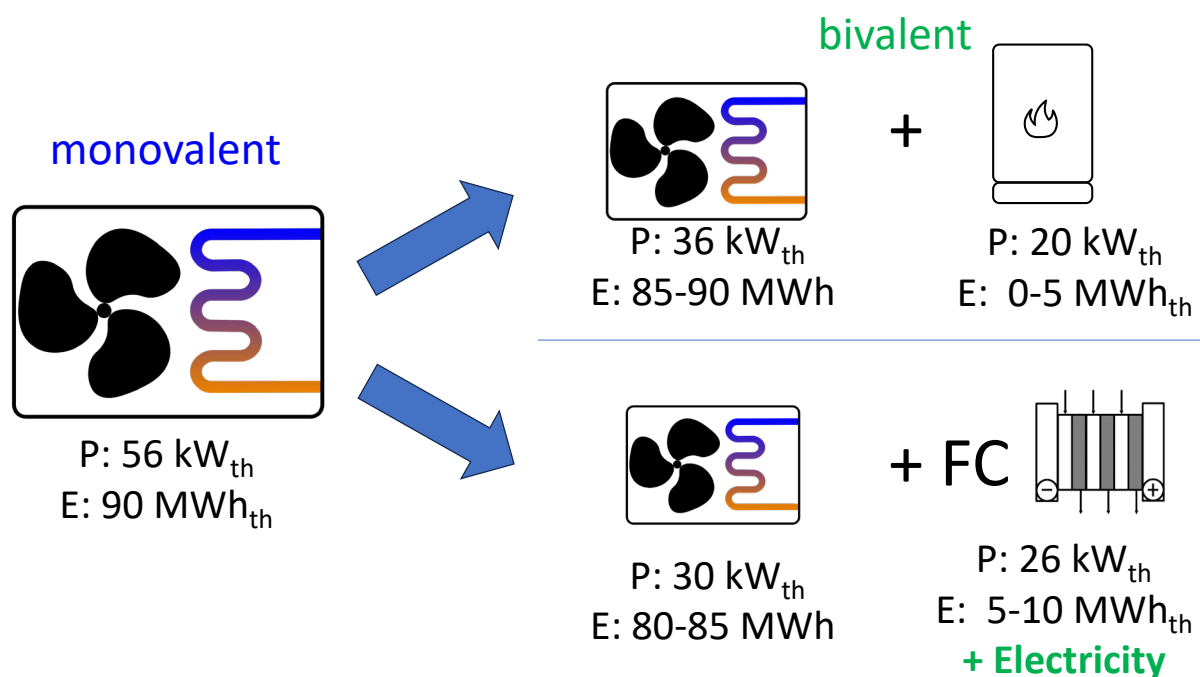 monovalent
P: 56 kWth
E: 90 MWhth
bivalent
+
P: 36 kWth
E: 85-90 MWh
P: 20 kWth
E: 0-5 MWhth
+ FC
− +
P: 30 kWth
E: 80-85 MWh
P: 26 kWth
E: 5-10 MWhth
+ Electricity